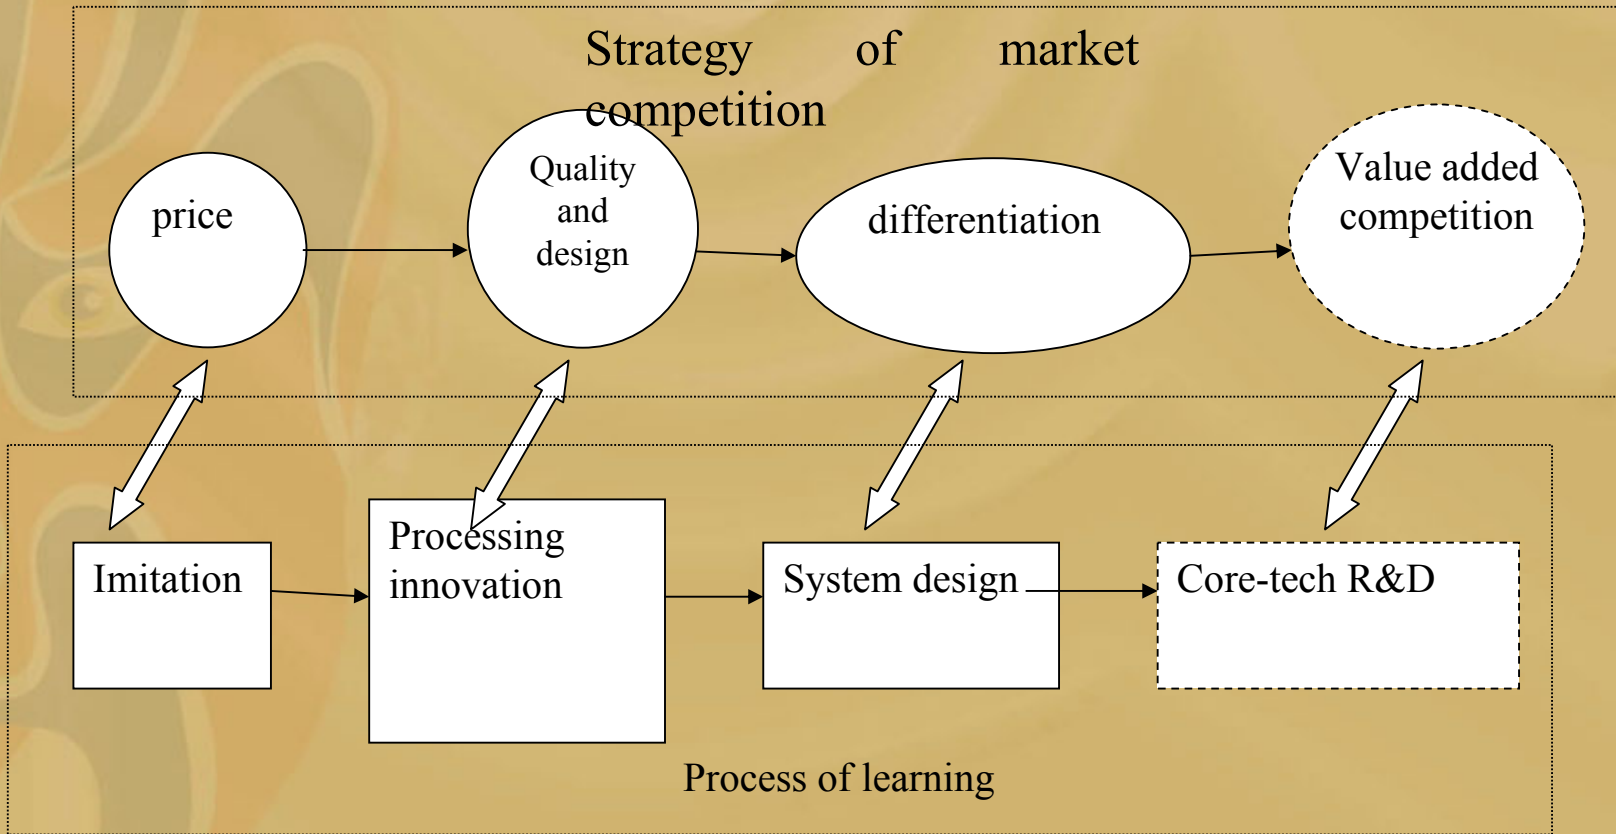 Strategy of market
competition
price
Quality
and
design
differentiation
Value added
competition
Imitation
Processing
innovation
System design
Core-tech R&D
Process of learning